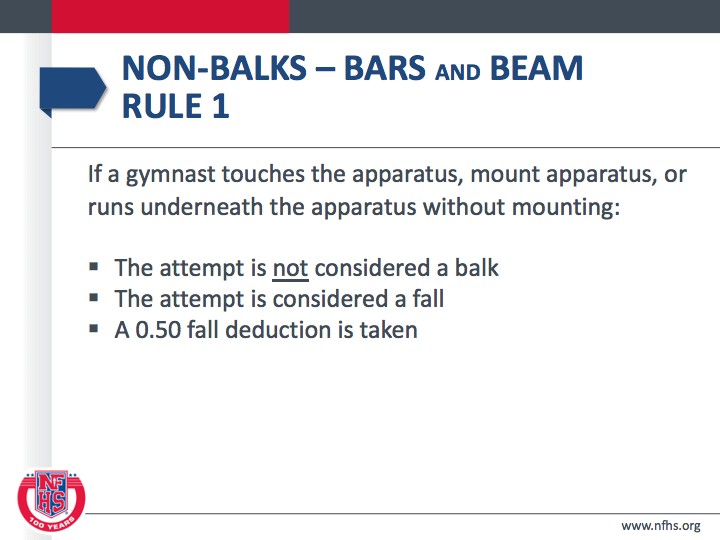 NON-BALKS – BARS AND BEAM
RULE 1
If a gymnast touches the apparatus, mount apparatus, or
runs underneath the apparatus without mounting:
▪ The attempt is not considered a balk
▪ The attempt is considered a fall
▪ A 0.50 fall deduction is taken
NF
HS
100 YEARS
www.nfhs.org